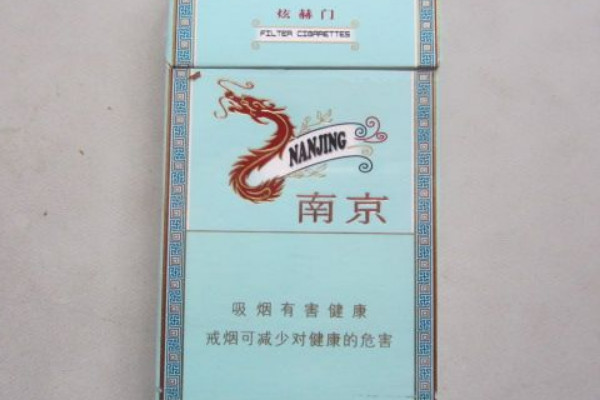 炫赫门
FILTER CIGARETTES
NANJING
南京
吸烟有害健康
戒烟可减少对健康的危害